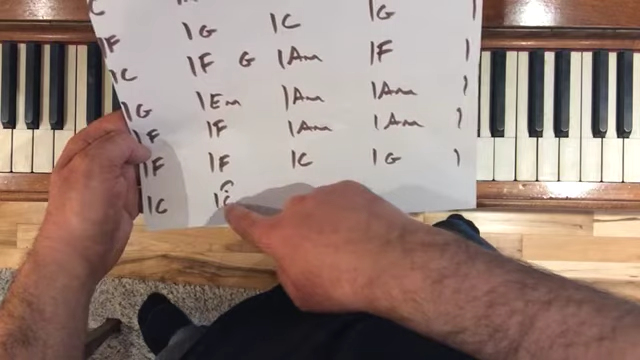 C
|F |G |C |G |
|C |F G |Am |F |
|G |Em |Am |Am |
|F |F |Am |Am |
|F |F |C |G |
|C |C